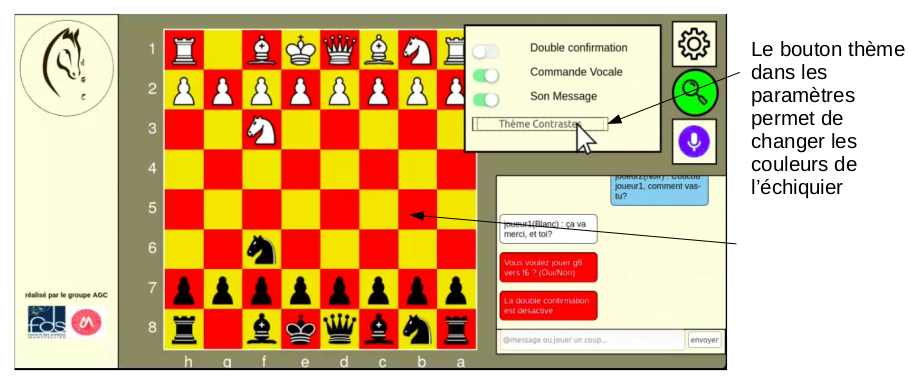 d
g
c
1
2
3
4
5
6
7
8
h g f e d c b a
Double confirmation
Commande Vocale
Son Message
Thème Contraster
joueur2(Noir) : Coucou
joueur1, comment vas-
tu?
joueur1(Blanc) : ça va
merci, et toi?
Vous voulez jouer g8
vers f6 ? (Oui/Non)
La double confirmation
est désactivé
@message ou jouer un coup...
envoyer
réalisé par le groupe AGC
fds
Le bouton thème
dans les
paramètres
permet de
changer les
couleurs de
l'échiquier